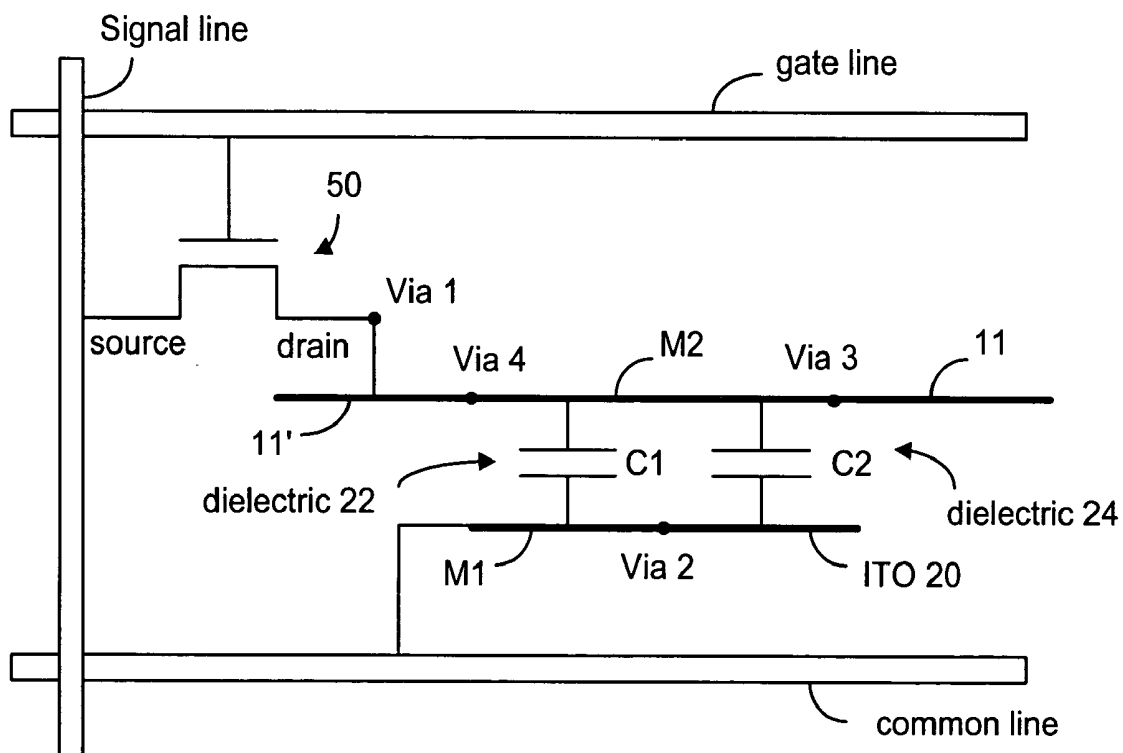 Signal line
gate line
50
Via 1
source
drain
Via 4
M2
Via 3
11
11'
C1
C2
dielectric 22
dielectric 24
M1
Via 2
ITO 20
common line